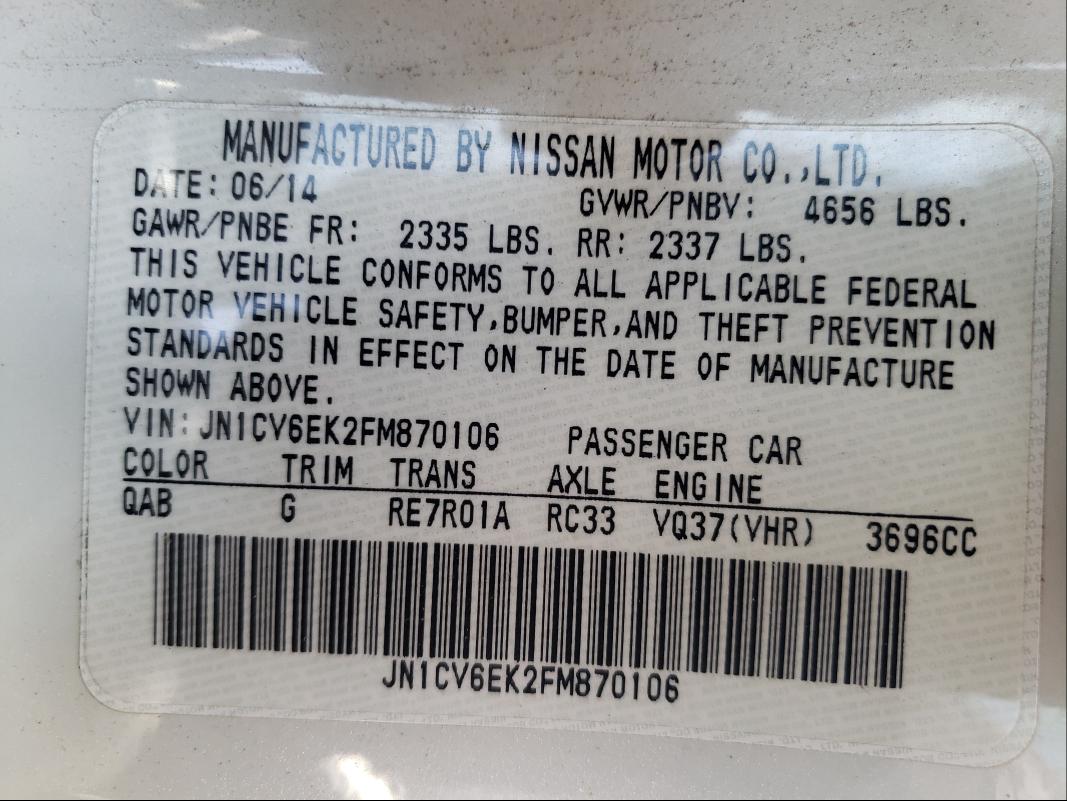 MANUFACTURED BY NISSAN MOTOR CO.,LTD.
DATE: 06/14 GVWR/PNBV: 4656 LBS.
GAWR/PNBE FR: 2335 LBS. RR: 2337 LBS.
THIS VEHICLE CONFORMS TO ALL APPLICABLE FEDERAL
MOTOR VEHICLE SAFETY,BUMPER,AND THEFT PREVENTION
STANDARDS IN EFFECT ON THE DATE OF MANUFACTURE
SHOWN ABOVE.
VIN: JN1CV6EK2FM870106 PASSENGER CAR
COLOR TRIM TRANS AXLE ENGINE
QAB G RE7R01A RC33 VQ37(VHR) 3696CC
JN1CV6EK2FM870106